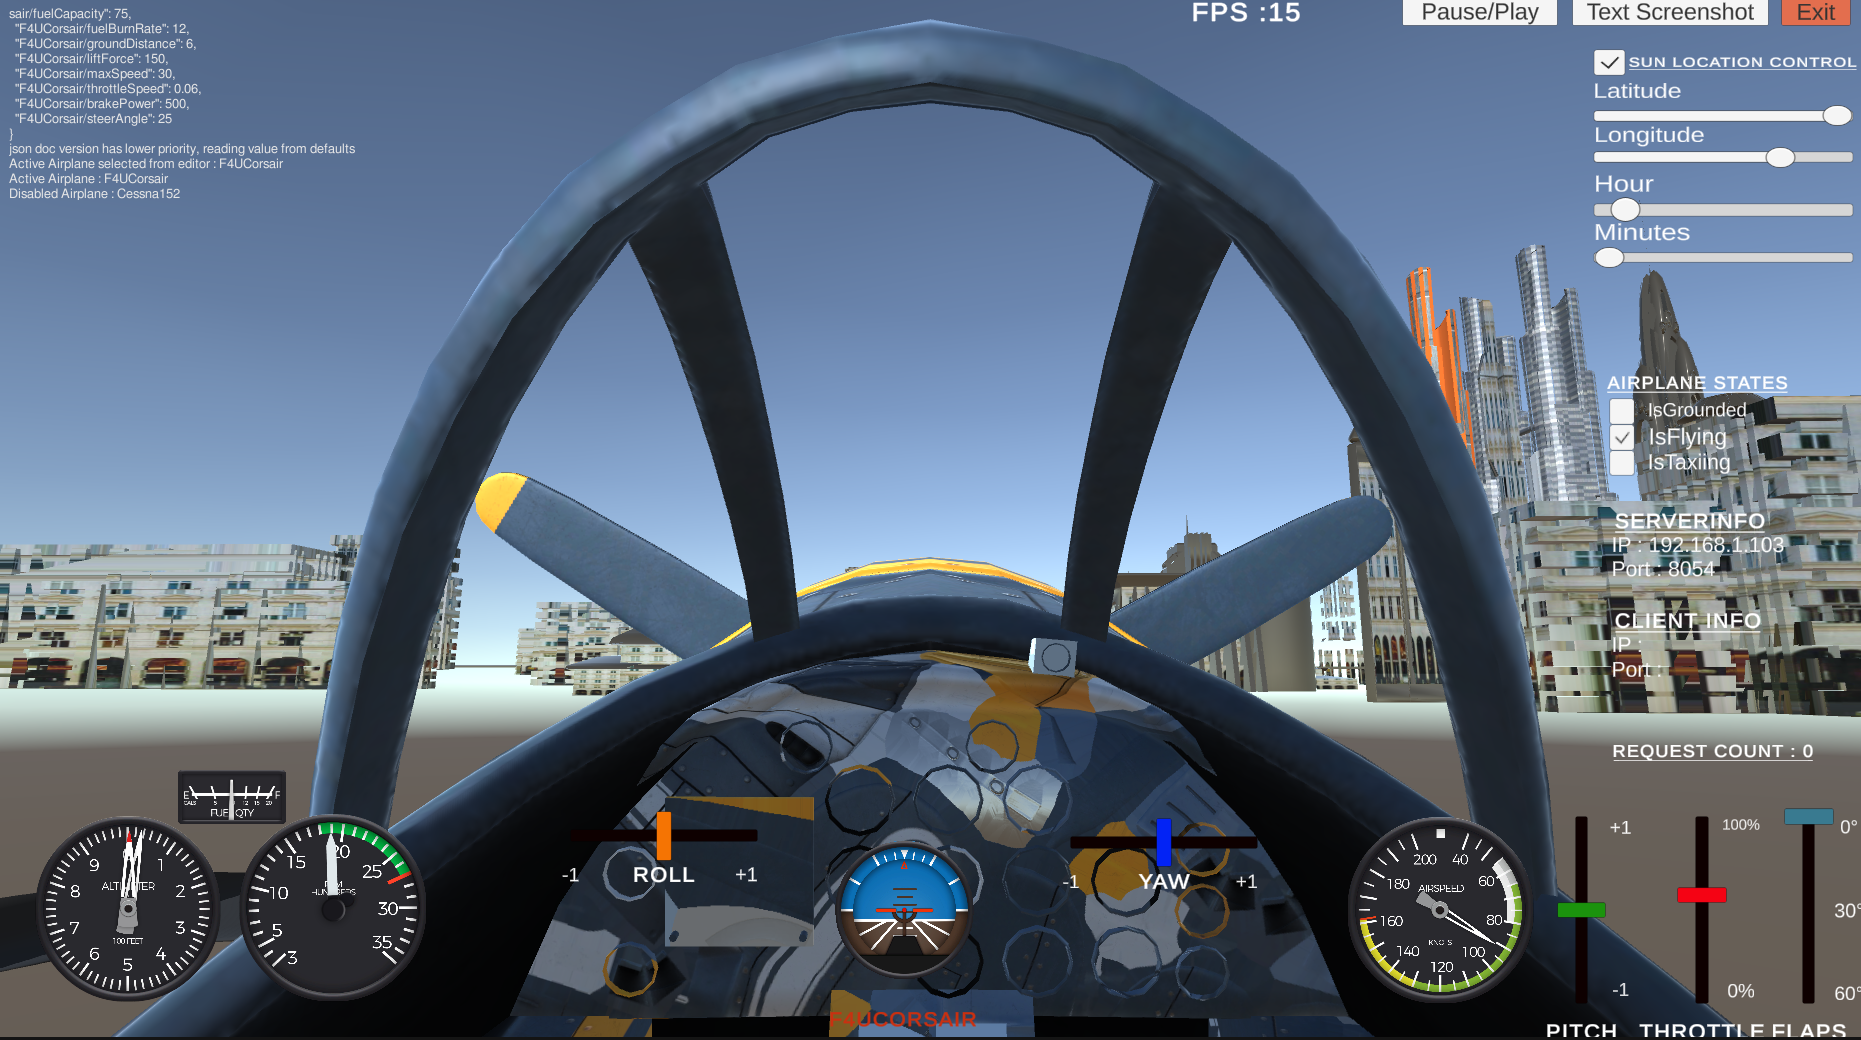 sair/fuelCapacity": 75,
"F4UCorsair/fuelBurnRate": 12,
"F4UCorsair/groundDistance": 6,
"F4UCorsair/liftForce": 150,
"F4UCorsair/maxSpeed": 30,
"F4UCorsair/throttleSpeed": 0.06,
"F4UCorsair/brakePower": 500,
"F4UCorsair/steerAngle": 25
}
json doc version has lower priority, reading value from defaults
Active Airplane selected from editor : F4UCorsair
Active Airplane : F4UCorsair
Disabled Airplane : Cessna152
FPS :15
Pause/Play
Text Screenshot
Exit
SUN LOCATION CONTROL
Latitude
Longitude
Hour
Minutes
AIRPLANE STATES
IsGrounded
IsFlying
IsTaxiing
SERVERINFO
IP : 192.168.1.103
Port : 8054
CLIENT INFO
IP :
Port :
REQUEST COUNT : 0
E F
5 12 15 20
FUEL QTY
9 1
8 2
7 3
6 4
5
ALTIMETER
100 FEET
15 20 25
10 30
5 35
3
-1 ROLL +1
-1 YAW +1
200 40
180 60
160 80
140 100
120
AIRSPEED
KNOTS
+1 100% 0°
30°
-1 0% 60°
PITCH THROTTLE FLAPS
F4UCORSAIR